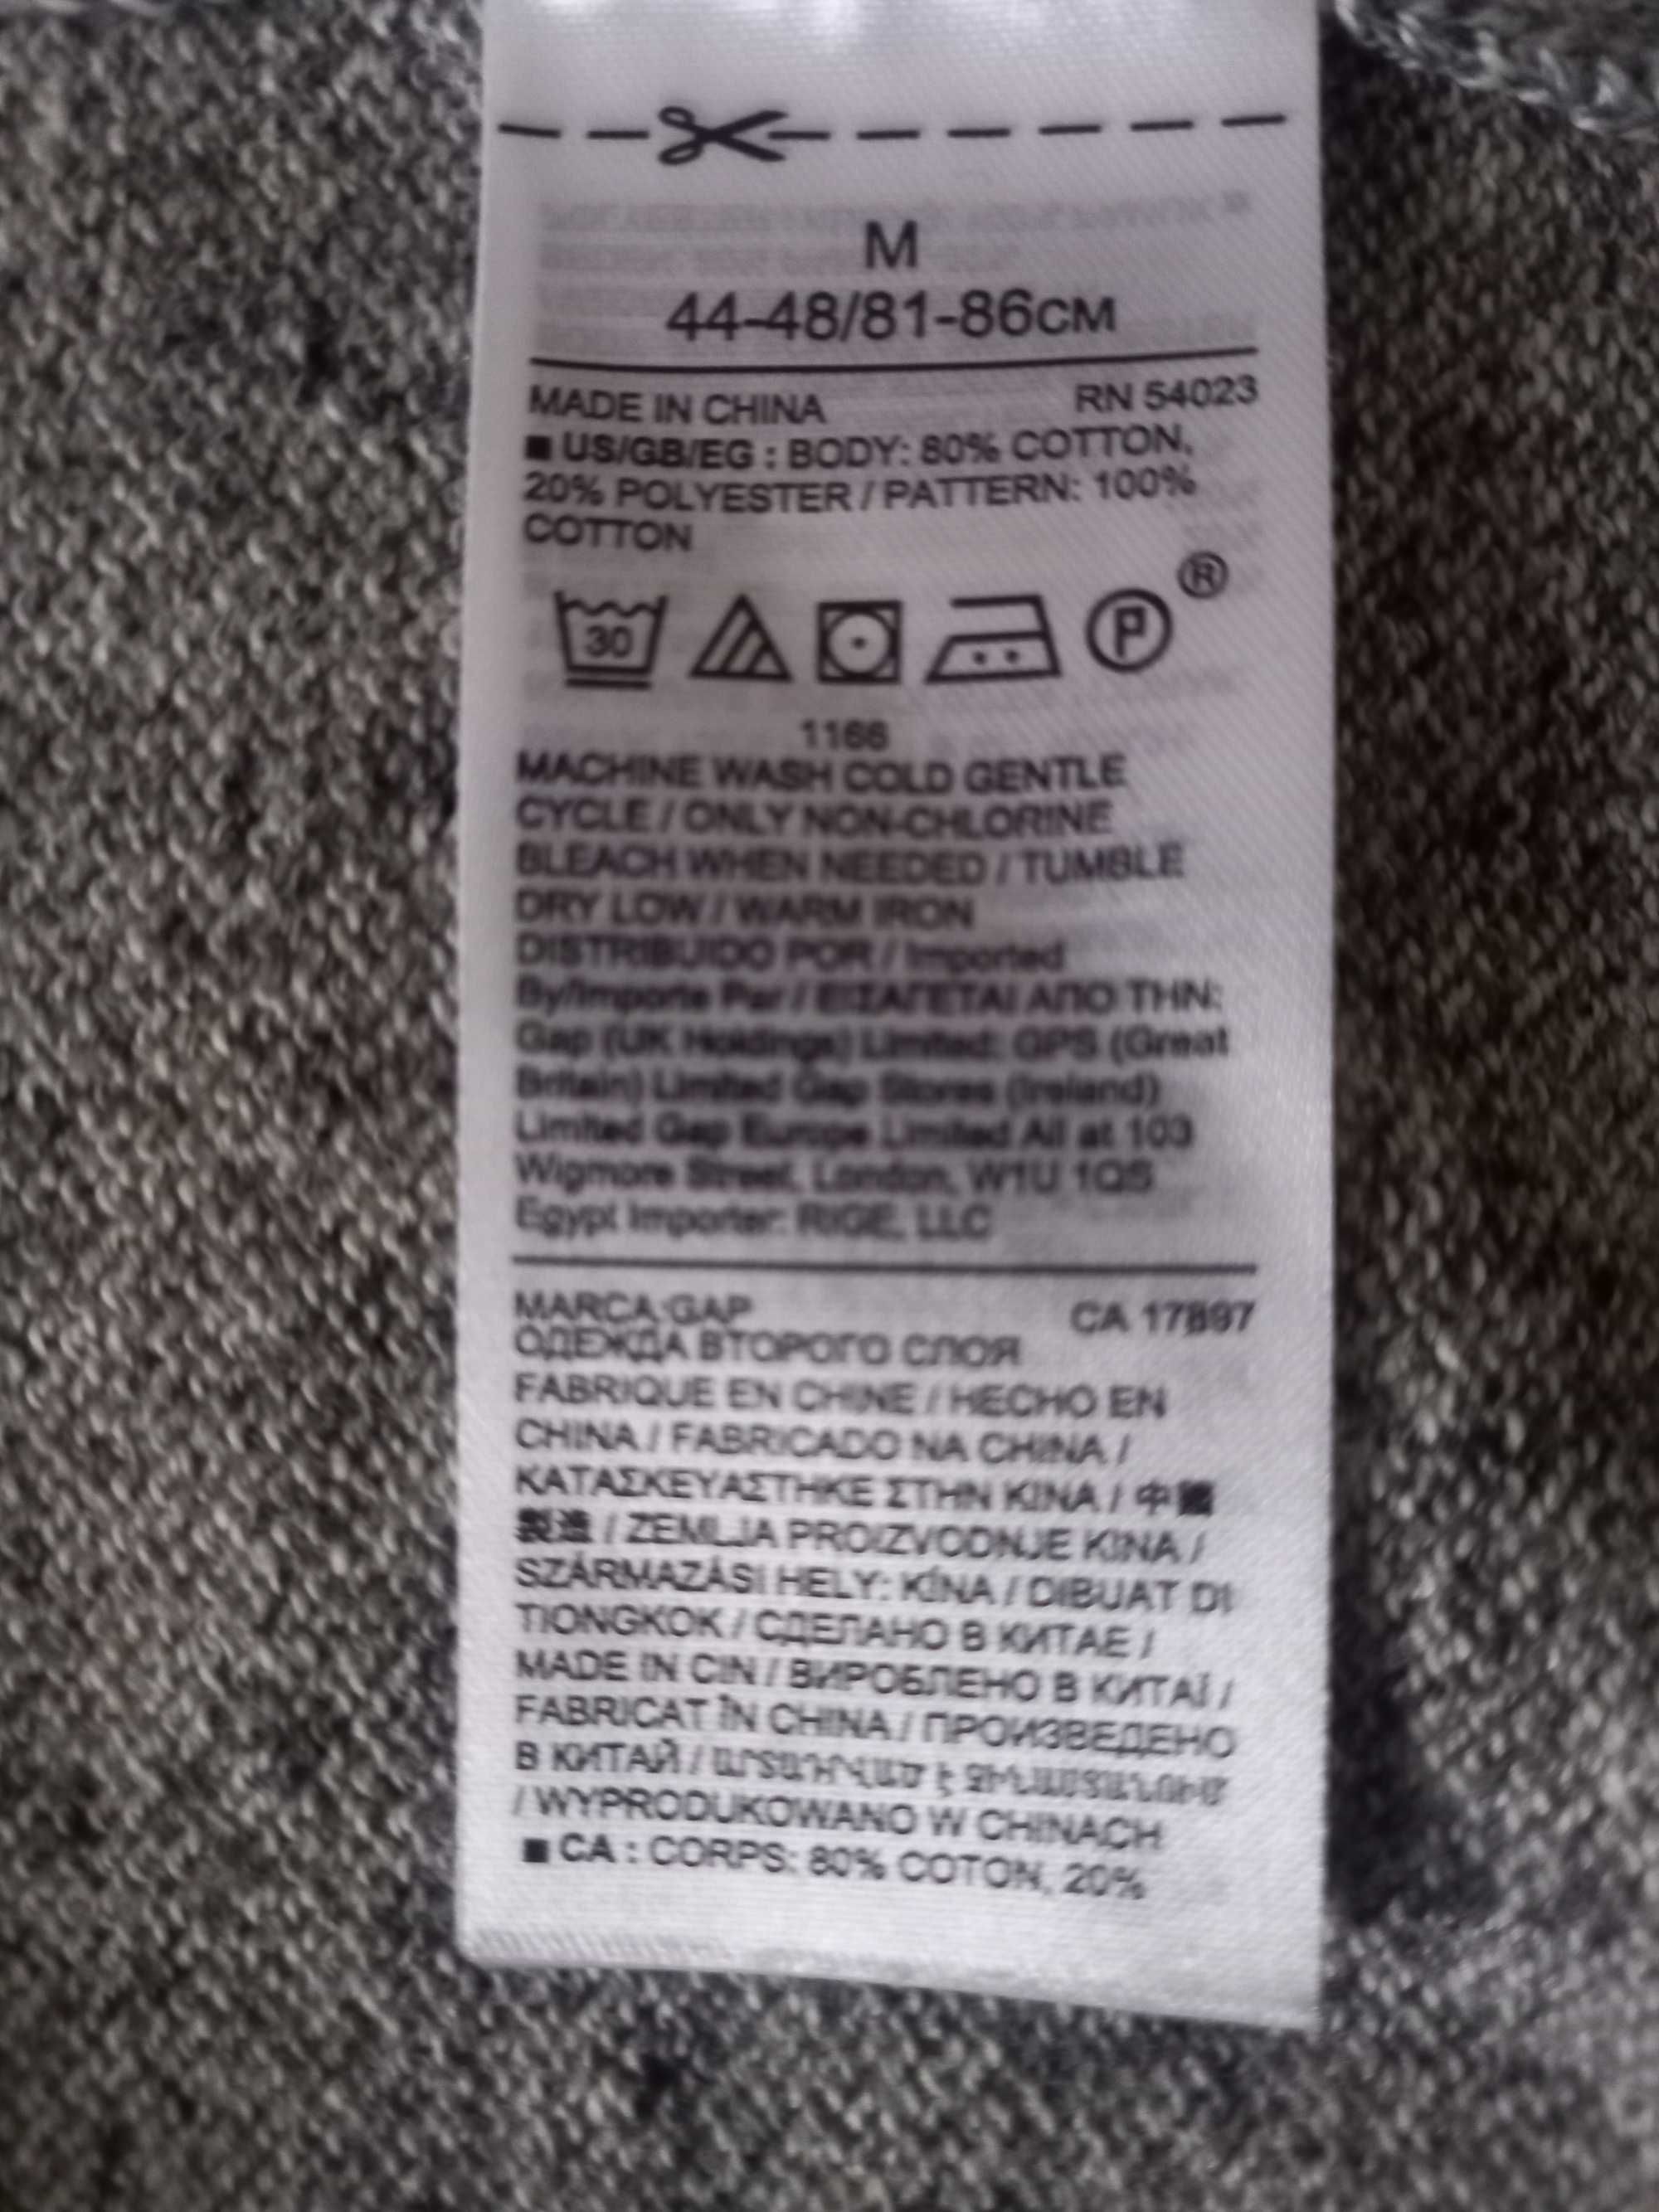 M
44-48/81-86CM
MADE IN CHINA RN 54023
■ US/GB/EG : BODY: 80% COTTON,
20% POLYESTER / PATTERN: 100%
COTTON
30 P ®
1166
MACHINE WASH COLD GENTLE
CYCLE / ONLY NON-CHLORINE
BLEACH WHEN NEEDED / TUMBLE
DRY LOW / WARM IRON
DISTRIBUIDO POR / Imported
By/Importe Par / ΕΙΣΑΓΕΤΑΙ ΑΠΟ ΤΗΝ:
Gap (UK Holdings) Limited: GPS (Great
Britain) Limited Gap Stores (Ireland)
Limited Gap Europe Limited All at 103
Wigmore Street, London, W1U 1QS
Egypt Importer: RIGE, LLC
MARCA:GAP CA 17897
ОДЕЖДА ВТОРОГО СЛОЯ
FABRIQUE EN CHINE / HECHO EN
CHINA / FABRICADO NA CHINA /
ΚΑΤΑΣΚΕΥΑΣΤΗΚΕ ΣΤΗΝ ΚΙΝΑ / 中國
製造 / ZEMLJA PROIZVODNJE KINA /
SZÁRMAZÁSI HELY: KÍNA / DIBUAT DI
TIONGKOK / СДЕЛАНО В КИТАЕ /
MADE IN CIN / ВИРОБЛЕНО В КИТАЇ /
FABRICAT ÎN CHINA / ПРОИЗВЕДЕНО
В КИТАЙ / ԱՐՏԱԴՐՎԱԾ Է ՉԻՆԱՍՏԱՆՈՒՄ
/ WYPRODUKOWANO W CHINACH
■ CA : CORPS: 80% COTON, 20%